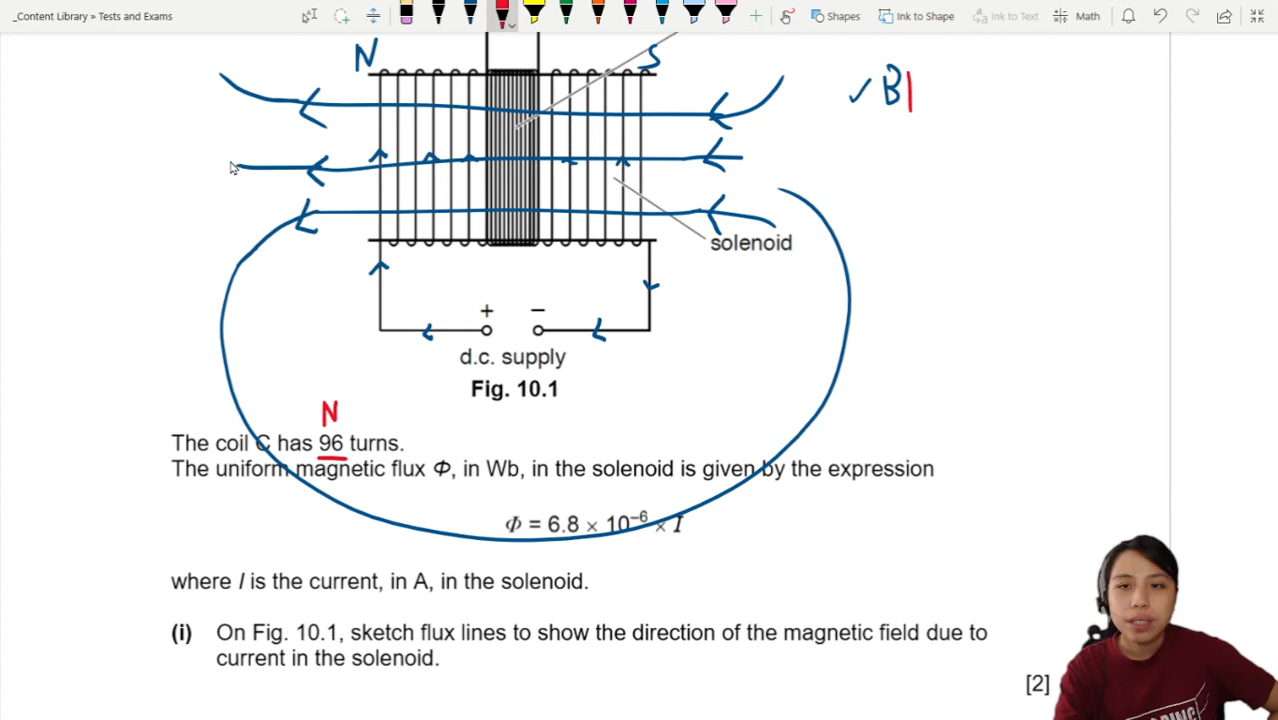 _Content Library » Tests and Exams
Shapes
Ink to Shape
Ink to Text
Math
N
S
✓ B1
solenoid
+ −
d.c. supply
Fig. 10.1
N
The coil C has 96 turns.
The uniform magnetic flux Φ, in Wb, in the solenoid is given by the expression
Φ = 6.8 × 10⁻⁶ × I
where I is the current, in A, in the solenoid.
(i) On Fig. 10.1, sketch flux lines to show the direction of the magnetic field due to
current in the solenoid.
[2]